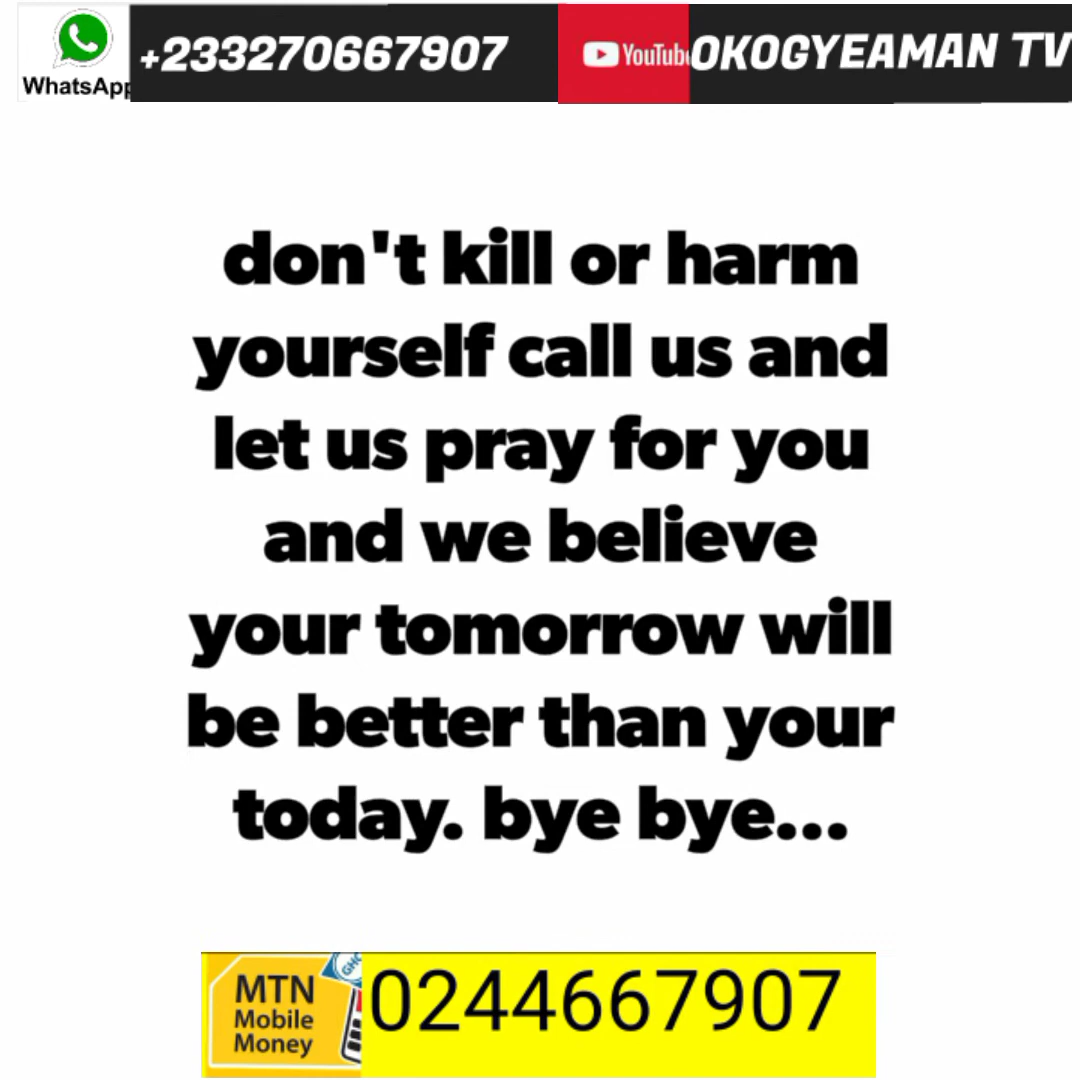 WhatsApp +233270667907 YouTube OKOGYEAMAN TV
don't kill or harm
yourself call us and
let us pray for you
and we believe
your tomorrow will
be better than your
today. bye bye...
MTN
Mobile
Money
GHC
0244667907